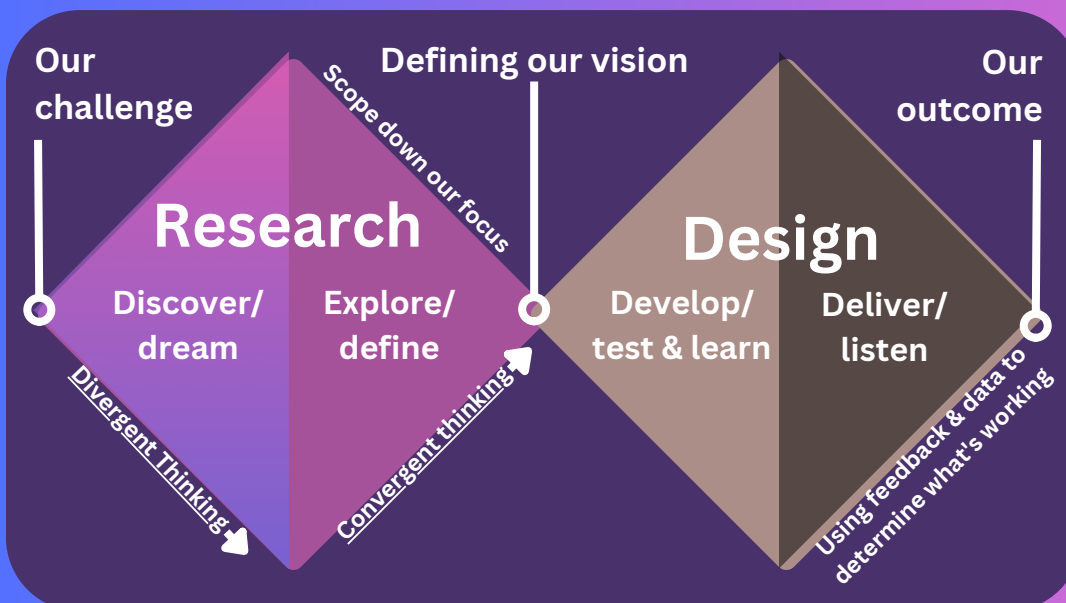 Our
challenge
Defining our vision
Our
outcome
Scope down our focus
Research
Discover/
dream
Explore/
define
Divergent Thinking
Convergent thinking
Design
Develop/
test & learn
Deliver/
listen
Using feedback & data to
determine what's working